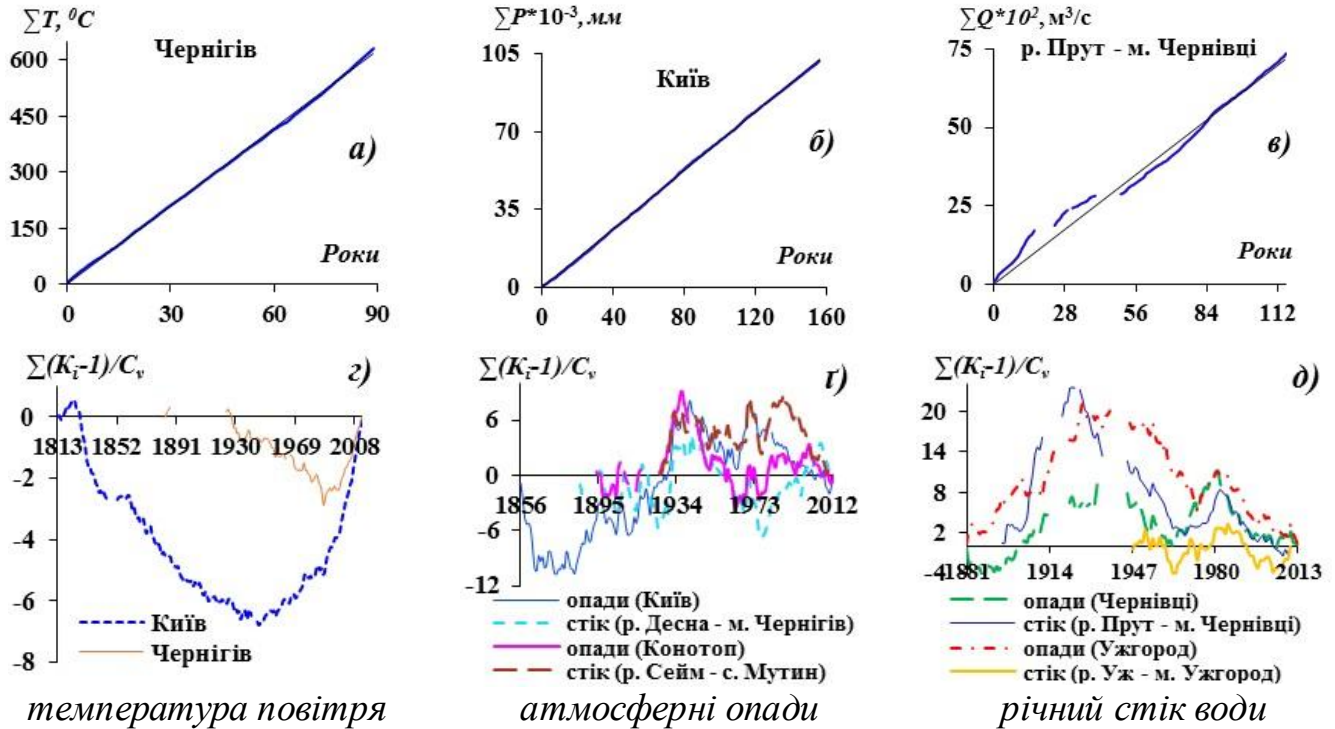 ∑T, ⁰C
Чернігів
600
450
300
150
0
а)
Роки
0 30 60 90
∑P*10⁻³, мм
Київ
105
70
35
0
б)
Роки
0 40 80 120 160
∑Q*10², м³/с
р. Прут - м. Чернівці
75
50
25
0
в)
Роки
0 28 56 84 112
∑(Kᵢ-1)/Cᵥ
г)
0
-2
-4
-6
-8
1813 1852 1891 1930 1969 2008
Київ
Чернігів
∑(Kᵢ-1)/Cᵥ
ґ)
6
0
-6
-12
1856 1895 1934 1973 2012
опади (Київ)
стік (р. Десна - м. Чернігів)
опади (Конотоп)
стік (р. Сейм - с. Мутин)
∑(Kᵢ-1)/Cᵥ
д)
20
14
8
2
-4
1881 1914 1947 1980 2013
опади (Чернівці)
стік (р. Прут - м. Чернівці)
опади (Ужгород)
стік (р. Уж - м. Ужгород)
температура повітря
атмосферні опади
річний стік води